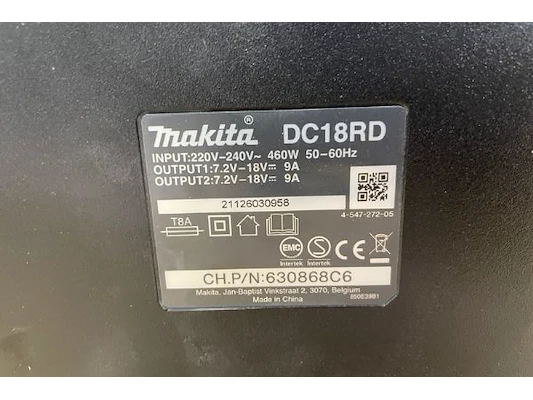 makita® DC18RD
INPUT:220V-240V~ 460W 50-60Hz
OUTPUT1:7.2V-18V⎓ 9A
OUTPUT2:7.2V-18V⎓ 9A
21126030958
4-547-272-05
T8A
EMC CE
Intertek Intertek
CH.P/N:630868C6
Makita, Jan-Baptist Vinkstraat 2, 3070, Belgium
Made in China 850E39B1